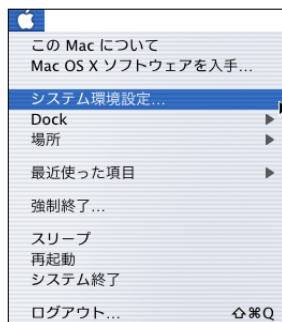 この Mac について
Mac OS X ソフトウェアを入手...
システム環境設定...
Dock
場所
最近使った項目
強制終了...
スリープ
再起動
システム終了
ログアウト... ⇧⌘Q